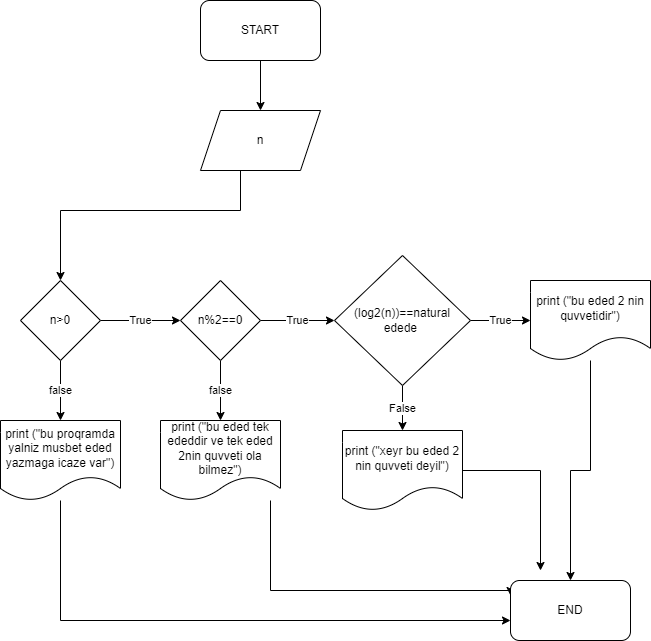 START
n
n>0
True
n%2==0
True
(log2(n))==natural
edede
True
print ("bu eded 2 nin
quvvetidir")
false
false
False
print ("bu proqramda
yalniz musbet eded
yazmaga icaze var")
print ("bu eded tek
ededdir ve tek eded
2nin quvveti ola
bilmez")
print ("xeyr bu eded 2
nin quvveti deyil")
END